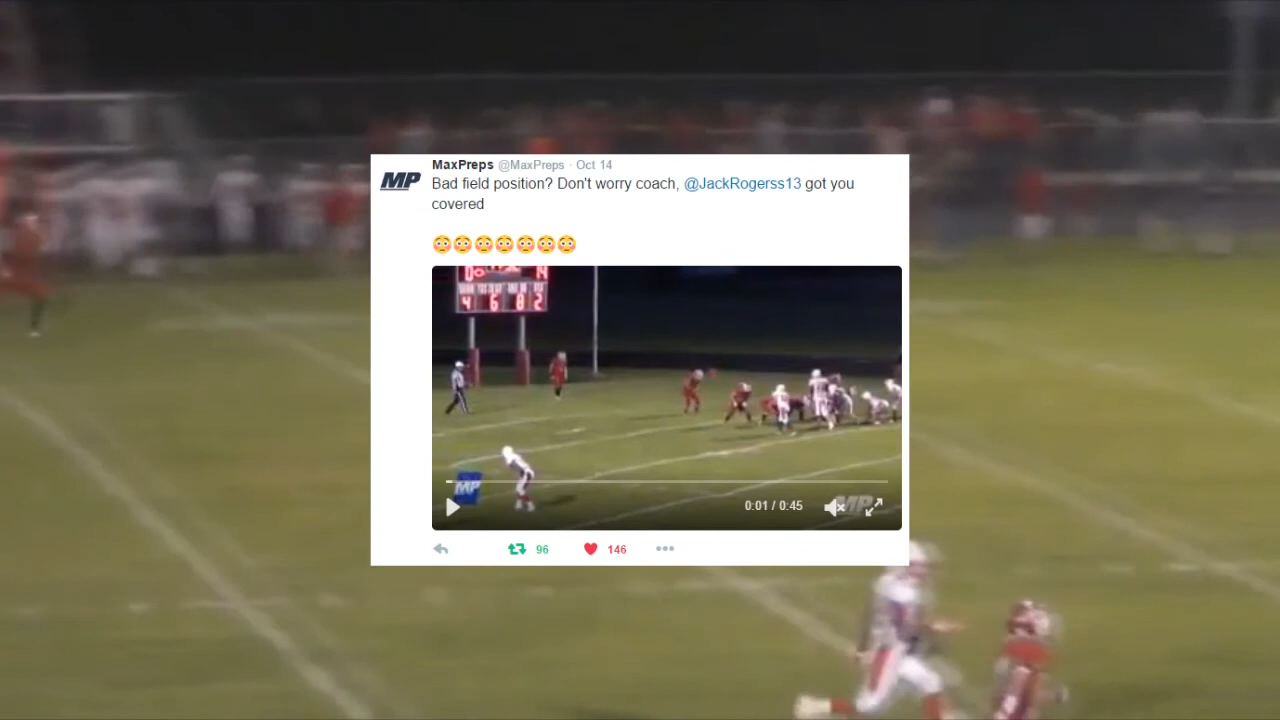 MaxPreps @MaxPreps · Oct 14
MP
Bad field position? Don't worry coach, @JackRogerss13 got you
covered
😳😳😳😳😳😳😳
14
4 6 8 2
MP
0:01 / 0:45
MP
96
146